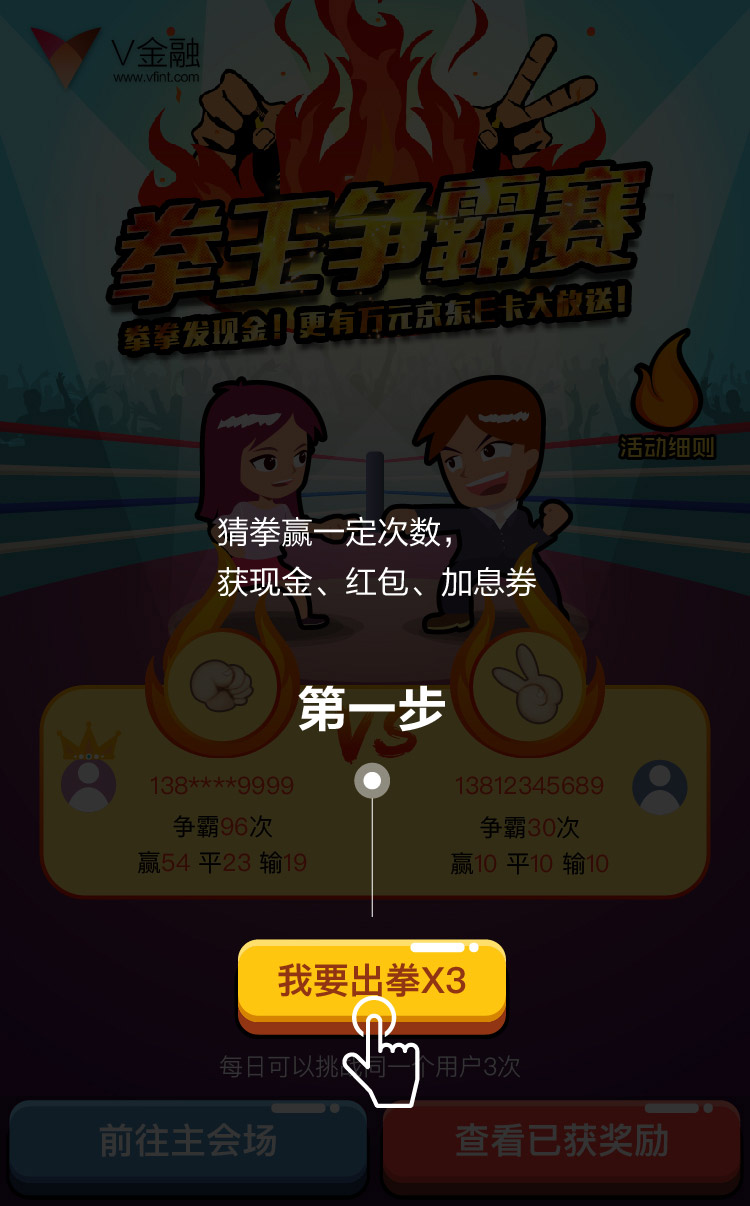 V金融
www.vfint.com
拳王争霸赛
拳拳发现金！更有万元京东E卡大放送！
活动细则
猜拳赢一定次数，
获现金、红包、加息券
第一步
VS
138****9999
13812345689
争霸96次
争霸30次
赢54 平23 输19
赢10 平10 输10
我要出拳X3
每日可以挑战同一个用户3次
前往主会场
查看已获奖励